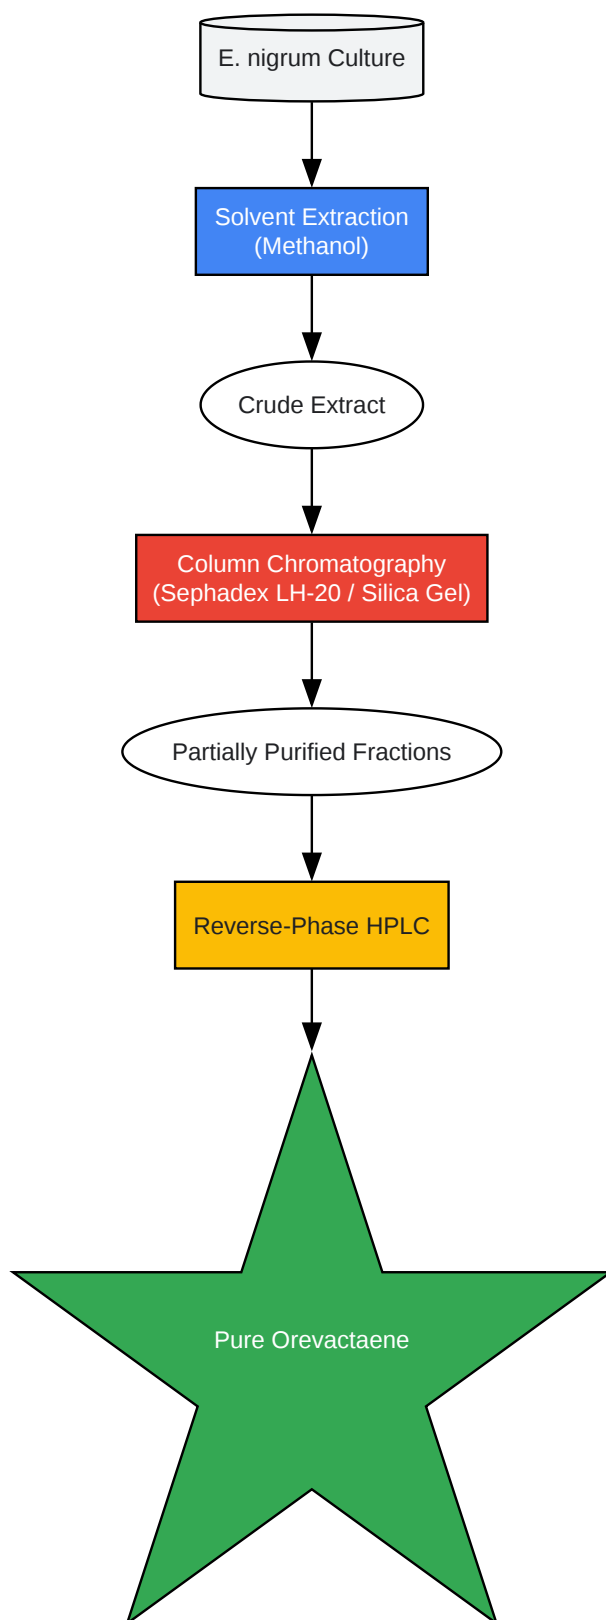 E. nigrum Culture
Solvent Extraction
(Methanol)
Crude Extract
Column Chromatography
(Sephadex LH-20 / Silica Gel)
Partially Purified Fractions
Reverse-Phase HPLC
Pure Orevactaene